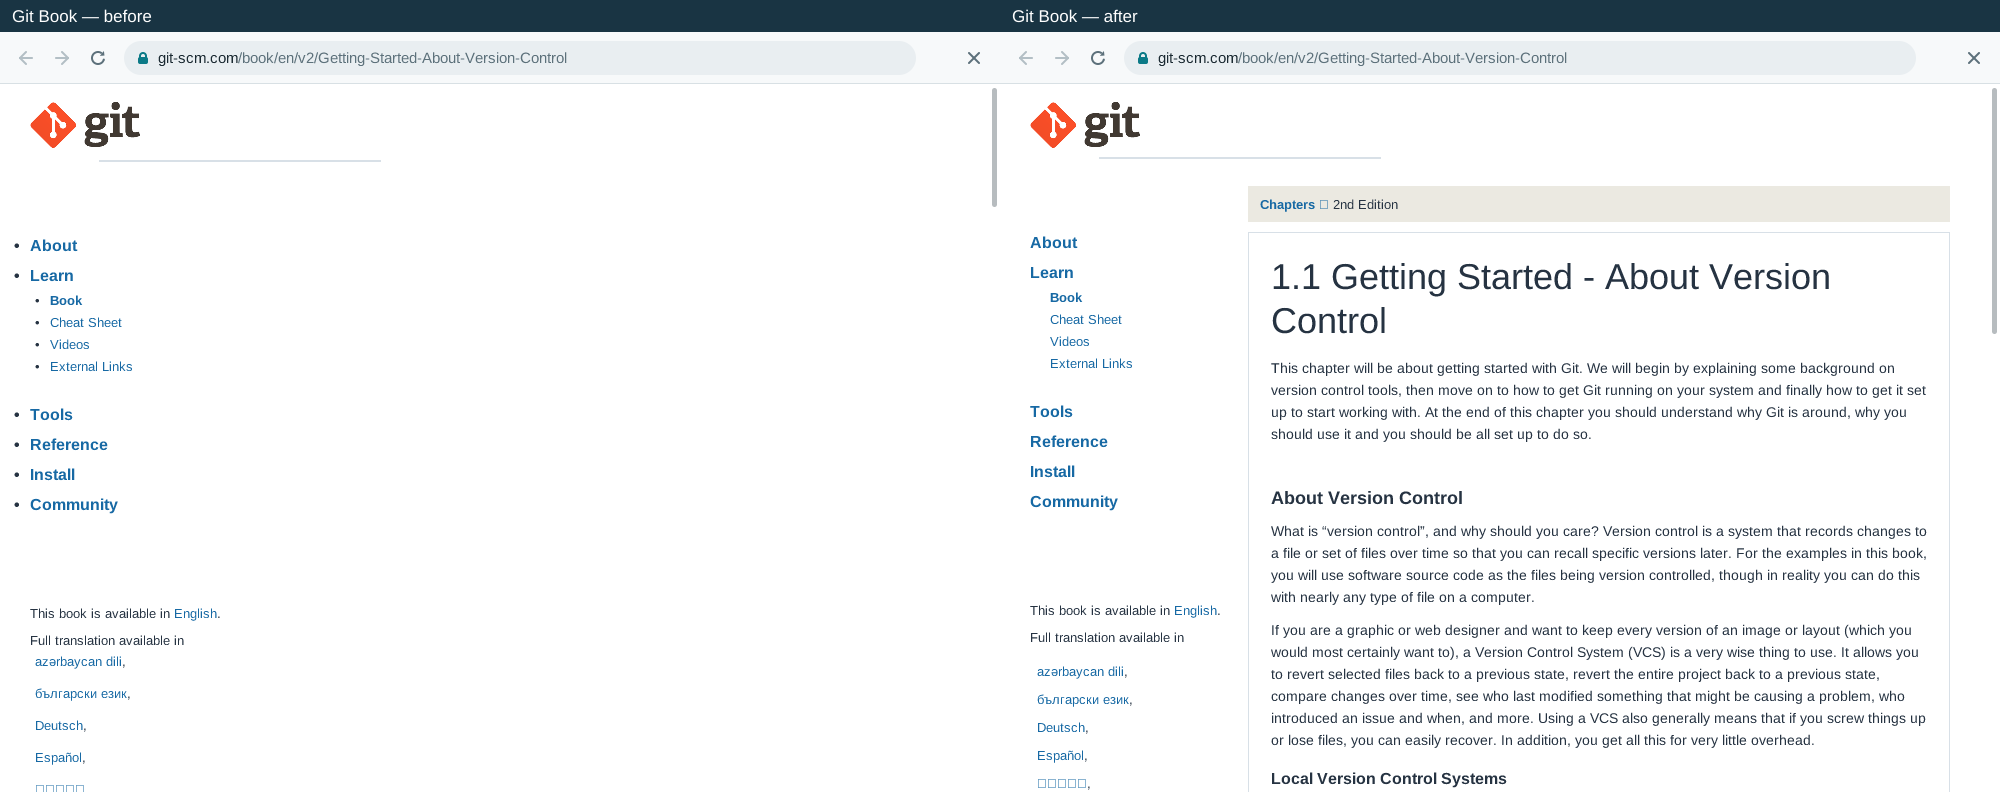 Git Book — before
git-scm.com/book/en/v2/Getting-Started-About-Version-Control
git
• About
• Learn
• Book
• Cheat Sheet
• Videos
• External Links
• Tools
• Reference
• Install
• Community
This book is available in English.
Full translation available in
azərbaycan dili,
български език,
Deutsch,
Español,
Git Book — after
git-scm.com/book/en/v2/Getting-Started-About-Version-Control
git
About
Learn
Book
Cheat Sheet
Videos
External Links
Tools
Reference
Install
Community
This book is available in English.
Full translation available in
azərbaycan dili,
български език,
Deutsch,
Español,
Chapters 2nd Edition
1.1 Getting Started - About Version
Control
This chapter will be about getting started with Git. We will begin by explaining some background on
version control tools, then move on to how to get Git running on your system and finally how to get it set
up to start working with. At the end of this chapter you should understand why Git is around, why you
should use it and you should be all set up to do so.
About Version Control
What is “version control”, and why should you care? Version control is a system that records changes to
a file or set of files over time so that you can recall specific versions later. For the examples in this book,
you will use software source code as the files being version controlled, though in reality you can do this
with nearly any type of file on a computer.
If you are a graphic or web designer and want to keep every version of an image or layout (which you
would most certainly want to), a Version Control System (VCS) is a very wise thing to use. It allows you
to revert selected files back to a previous state, revert the entire project back to a previous state,
compare changes over time, see who last modified something that might be causing a problem, who
introduced an issue and when, and more. Using a VCS also generally means that if you screw things up
or lose files, you can easily recover. In addition, you get all this for very little overhead.
Local Version Control Systems